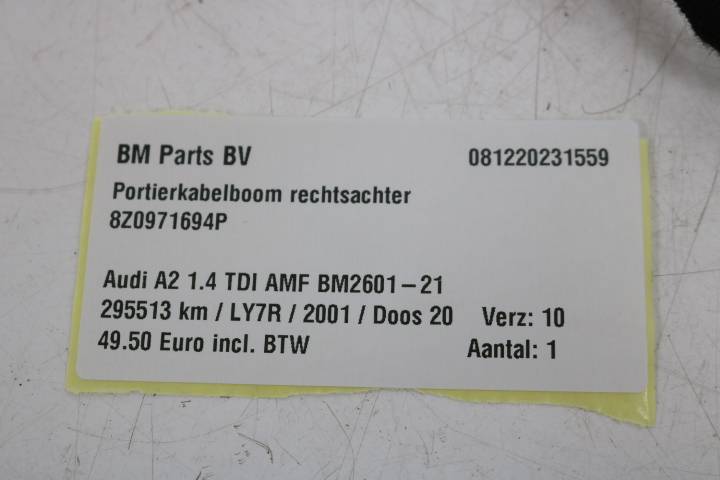 BM Parts BV 081220231559
Portierkabelboom rechtsachter
8Z0971694P
Audi A2 1.4 TDI AMF BM2601-21
295513 km / LY7R / 2001 / Doos 20 Verz: 10
49.50 Euro incl. BTW Aantal: 1